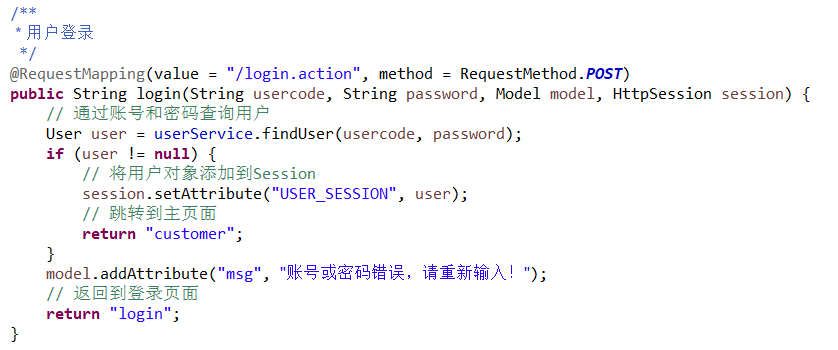 /**
 * 用户登录
 */
@RequestMapping(value = "/login.action", method = RequestMethod.POST)
public String login(String usercode, String password, Model model, HttpSession session) {
    // 通过账号和密码查询用户
    User user = userService.findUser(usercode, password);
    if (user != null) {
        // 将用户对象添加到Session
        session.setAttribute("USER_SESSION", user);
        // 跳转到主页面
        return "customer";
    }
    model.addAttribute("msg", "账号或密码错误，请重新输入！");
    // 返回到登录页面
    return "login";
}